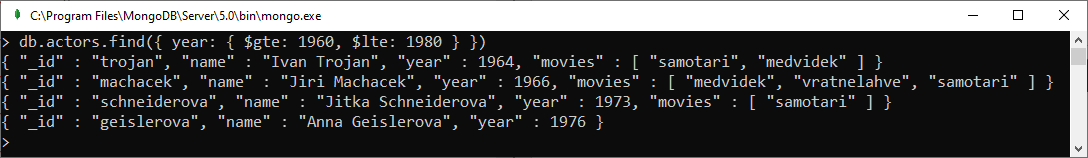 C:\Program Files\MongoDB\Server\5.0\bin\mongo.exe
> db.actors.find({ year: { $gte: 1960, $lte: 1980 } })
{ "_id" : "trojan", "name" : "Ivan Trojan", "year" : 1964, "movies" : [ "samotari", "medvidek" ] }
{ "_id" : "machacek", "name" : "Jiri Machacek", "year" : 1966, "movies" : [ "medvidek", "vratnelahve", "samotari" ] }
{ "_id" : "schneiderova", "name" : "Jitka Schneiderova", "year" : 1973, "movies" : [ "samotari" ] }
{ "_id" : "geislerova", "name" : "Anna Geislerova", "year" : 1976 }
>